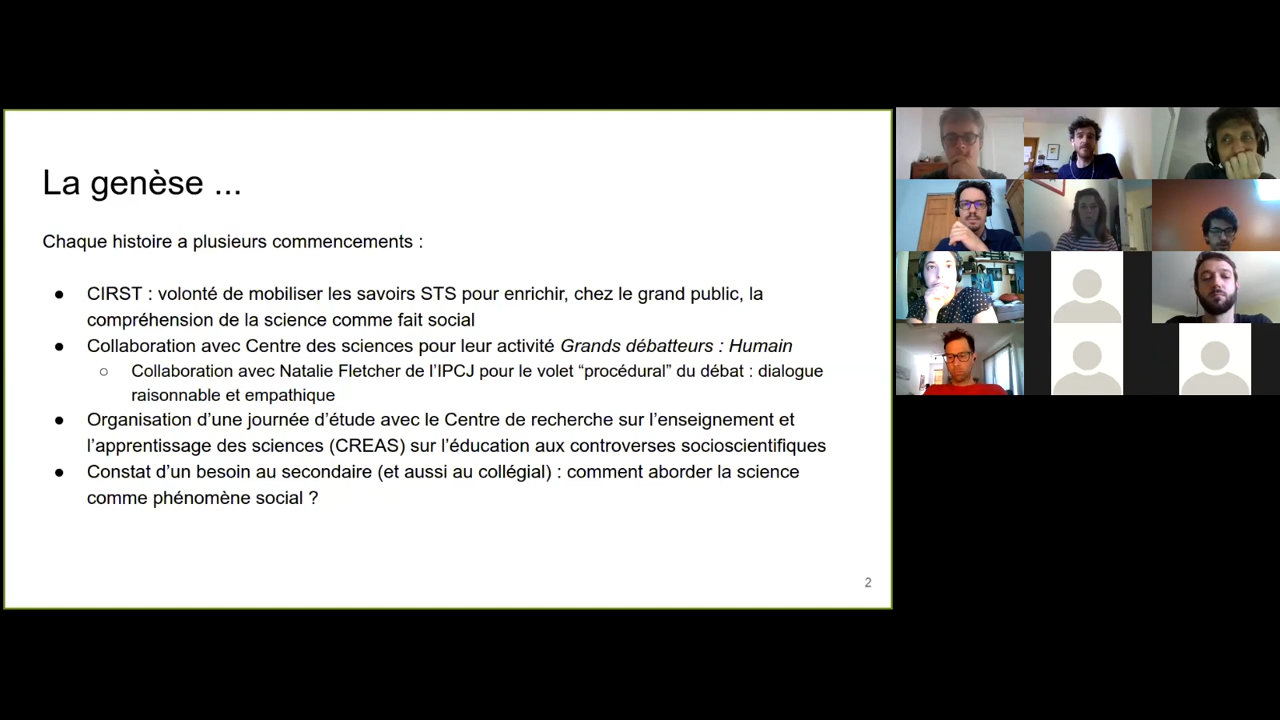 La genèse ...
Chaque histoire a plusieurs commencements :
● CIRST : volonté de mobiliser les savoirs STS pour enrichir, chez le grand public, la
compréhension de la science comme fait social
● Collaboration avec Centre des sciences pour leur activité Grands débatteurs : Humain
○ Collaboration avec Natalie Fletcher de l’IPCJ pour le volet “procédural” du débat : dialogue
raisonnable et empathique
● Organisation d’une journée d’étude avec le Centre de recherche sur l’enseignement et
l’apprentissage des sciences (CREAS) sur l’éducation aux controverses socioscientifiques
● Constat d’un besoin au secondaire (et aussi au collégial) : comment aborder la science
comme phénomène social ?
2